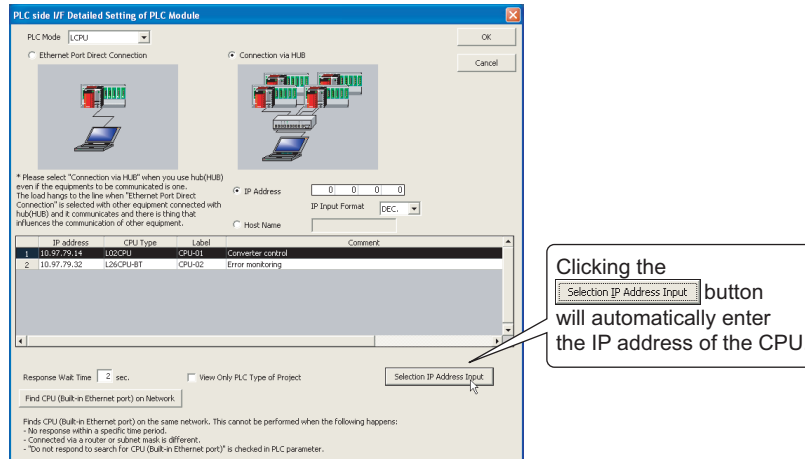 PLC side I/F Detailed Setting of PLC Module
PLC Mode LCPU
OK
Cancel
Ethernet Port Direct Connection
Connection via HUB
* Please select "Connection via HUB" when you use hub(HUB)
even if the equipments to be communicated is one.
The load hangs to the line when "Ethernet Port Direct
Connection" is selected with other equipment connected with
hub(HUB) and it communicates and there is thing that
influences the communication of other equipment.
IP Address 0 0 0 0
IP Input Format DEC.
Host Name
IP address CPU Type Label Comment
1 10.97.79.14 L02CPU CPU-01 Converter control
2 10.97.79.32 L26CPU-BT CPU-02 Error monitoring
Response Wait Time 2 sec.
View Only PLC Type of Project
Selection IP Address Input
Find CPU (Built-in Ethernet port) on Network
Finds CPU (Built-in Ethernet port) on the same network. This cannot be performed when the following happens:
- No response within a specific time period.
- Connected via a router or subnet mask is different.
- "Do not respond to search for CPU (Built-in Ethernet port)" is checked in PLC parameter.
Clicking the
Selection IP Address Input button
will automatically enter
the IP address of the CPU